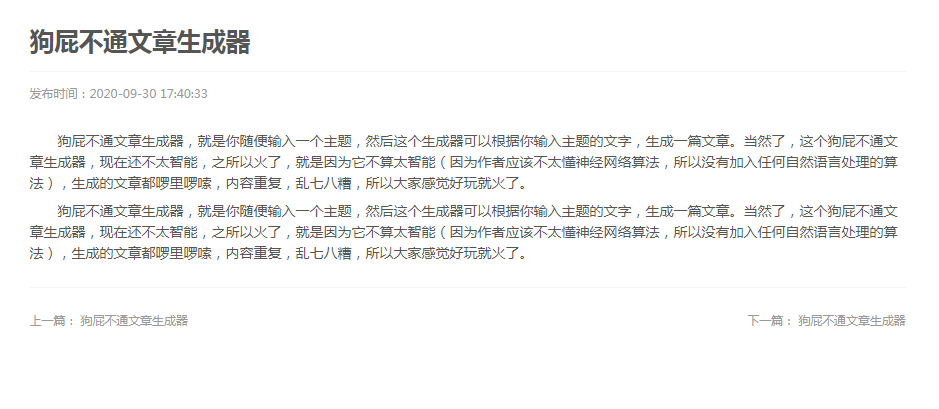 狗屁不通文章生成器
发布时间：2020-09-30 17:40:33
狗屁不通文章生成器，就是你随便输入一个主题，然后这个生成器可以根据你输入主题的文字，生成一篇文章。当然了，这个狗屁不通文
章生成器，现在还不太智能，之所以火了，就是因为它不算太智能（因为作者应该不太懂神经网络算法，所以没有加入任何自然语言处理的算
法），生成的文章都啰里啰嗦，内容重复，乱七八糟，所以大家感觉好玩就火了。
狗屁不通文章生成器，就是你随便输入一个主题，然后这个生成器可以根据你输入主题的文字，生成一篇文章。当然了，这个狗屁不通文
章生成器，现在还不太智能，之所以火了，就是因为它不算太智能（因为作者应该不太懂神经网络算法，所以没有加入任何自然语言处理的算
法），生成的文章都啰里啰嗦，内容重复，乱七八糟，所以大家感觉好玩就火了。
上一篇： 狗屁不通文章生成器
下一篇： 狗屁不通文章生成器